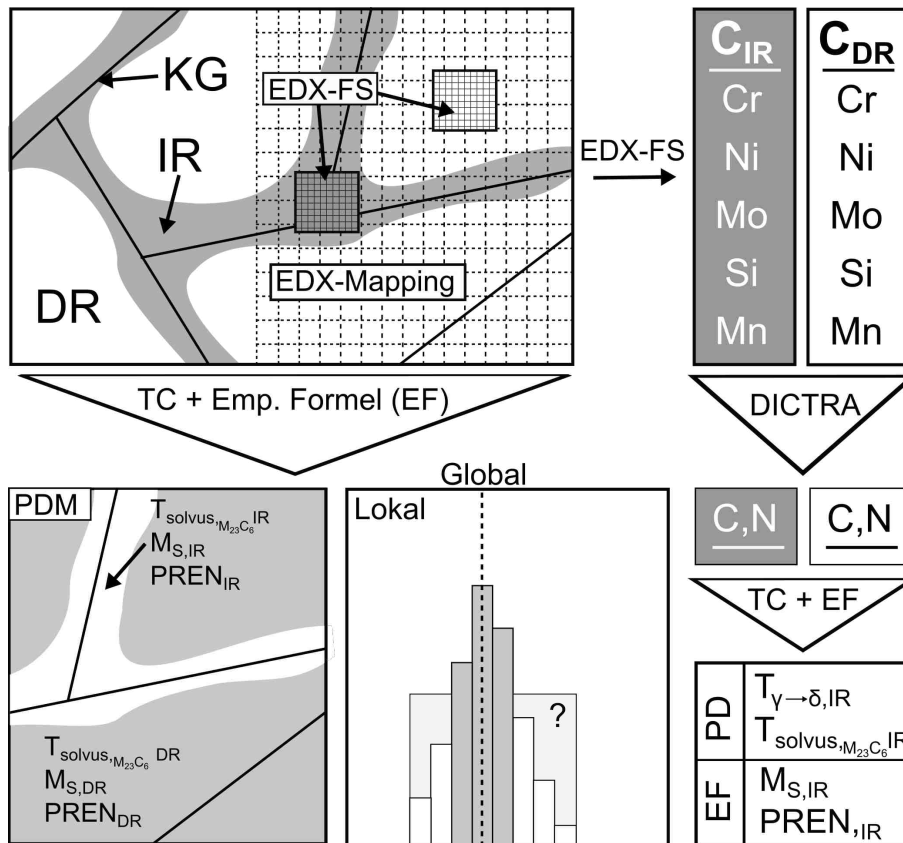 KG
EDX-FS
IR
DR
EDX-Mapping
EDX-FS
C_IR
Cr
Ni
Mo
Si
Mn
C_DR
Cr
Ni
Mo
Si
Mn
TC + Emp. Formel (EF)
DICTRA
PDM
T_solvus,M₂₃C₆ IR
M_S,IR
PREN_IR
T_solvus,M₂₃C₆ DR
M_S,DR
PREN_DR
Global
Lokal
?
C,N
C,N
TC + EF
PD
T_γ→δ,IR
T_solvus,M₂₃C₆ IR
EF
M_S,IR
PREN,_IR